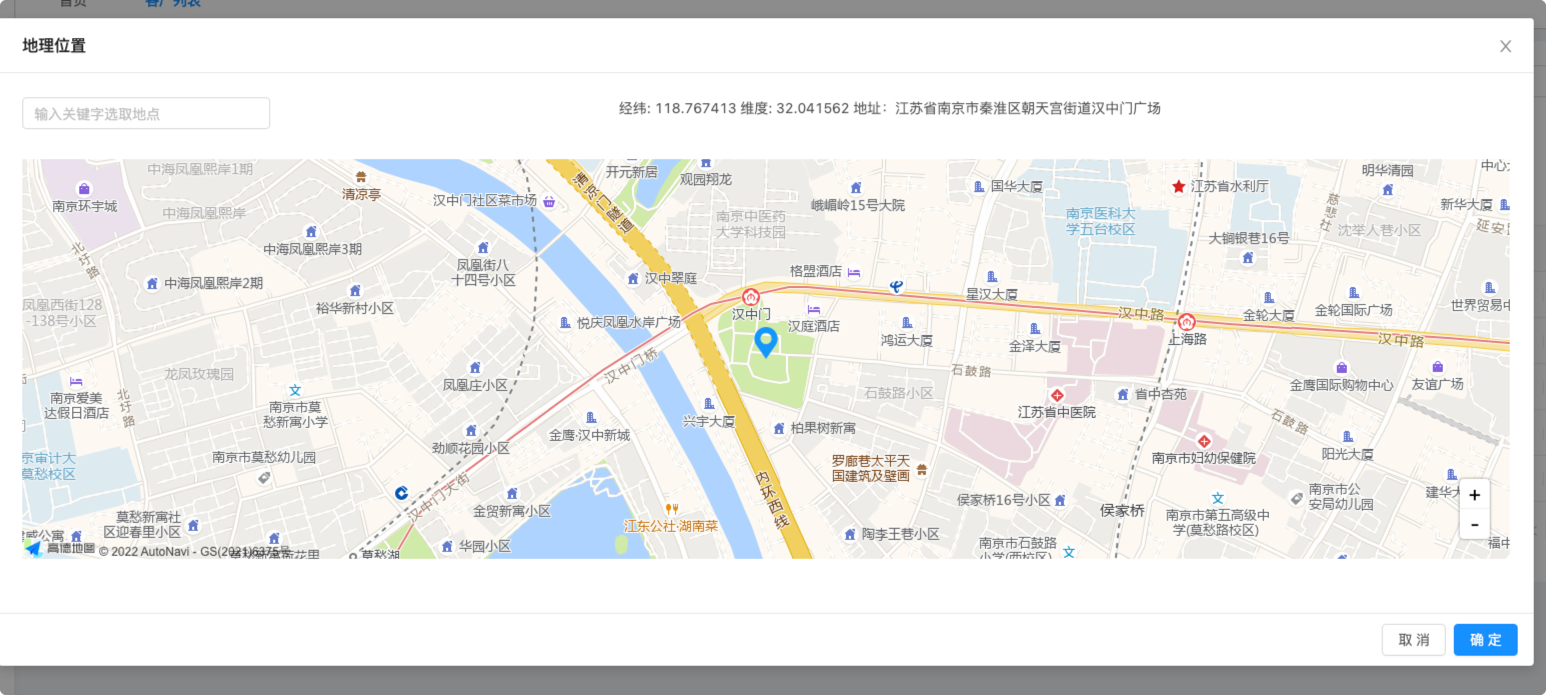 首页 客户列表
地理位置
输入关键字选取地点
经纬: 118.767413 维度: 32.041562 地址：江苏省南京市秦淮区朝天宫街道汉中门广场
中海凤凰熙岸1期
开元新居
观园翔龙
明华清园
中心
清凉亭
清凉门隧道
南京环宇城
汉中门社区菜市场
国华大厦
江苏省水利厅
中海凤凰熙岸
峨嵋岭15号大院
慈悲社
新华大厦
南京中医药
大学科技园
南京医科大
学五台校区
延安
沈举人巷小区
中海凤凰熙岸3期
大锏银巷16号
北圩路
凤凰街八
十四号小区
汉中翠庭
格盟酒店
中海凤凰熙岸2期
星汉大厦
凤凰西街128
-138号小区
裕华新村小区
汉中门
汉中路
金轮大厦
金轮国际广场
世界贸易中
悦庆凤凰水岸广场
汉庭酒店
鸿运大厦
金泽大厦
上海路
汉中路
汉中门桥
龙凤玫瑰园
石鼓路
凤凰庄小区
石鼓路小区
省中杏苑
金鹰国际购物中心
友谊广场
南京爱美
达假日酒店
北圩路
南京市莫
愁新寓小学
江苏省中医院
兴宇大厦
柏果树新寓
石鼓路
金鹰·汉中新城
劲顺花园小区
南京市莫愁幼儿园
京审计大
莫愁校区
罗廊巷太平天
国建筑及壁画
南京市妇幼保健院
阳光大厦
内环西线
汉中门大街
侯家桥16号小区
侯家桥
南京市公
安局幼儿园
建华大
金贸新寓小区
江东公社·湖南菜
莫愁新寓社
区迎春里小区
南京市第五高级中
学(莫愁路校区)
威公寓
陶李王巷小区
南京市石鼓路
小学(西校区)
福中
华园小区
莫愁湖
高德地图 © 2022 AutoNavi - GS(2021)6375号
+
-
取 消
确 定